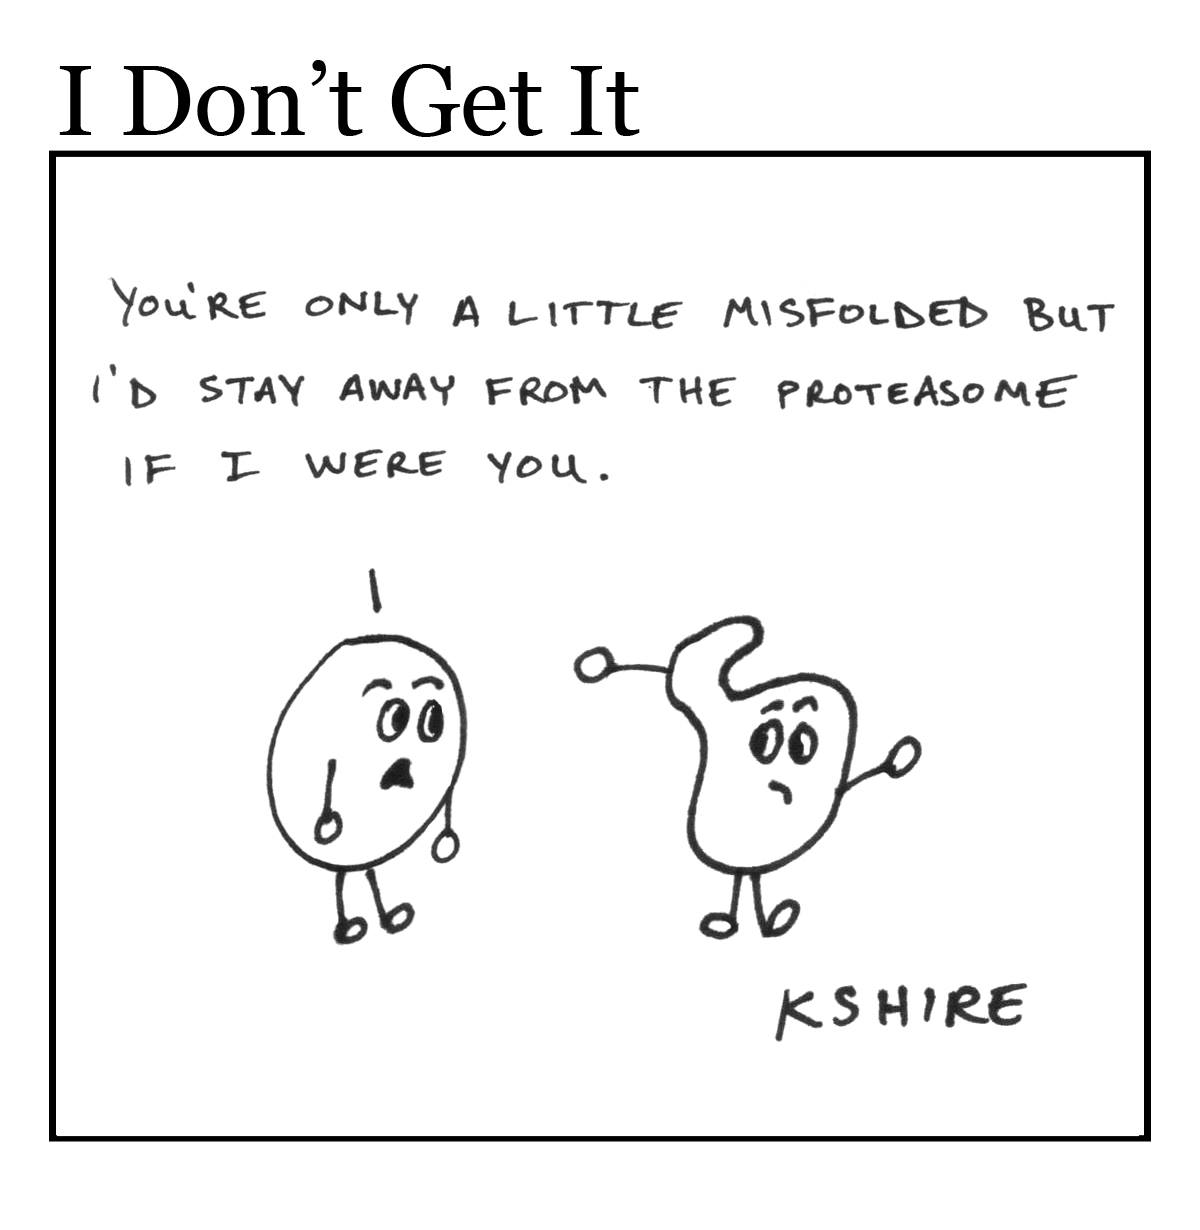 I Don’t Get It
YOU'RE ONLY A LITTLE MISFOLDED BUT
I'D STAY AWAY FROM THE PROTEASOME
IF I WERE YOU.
KSHIRE